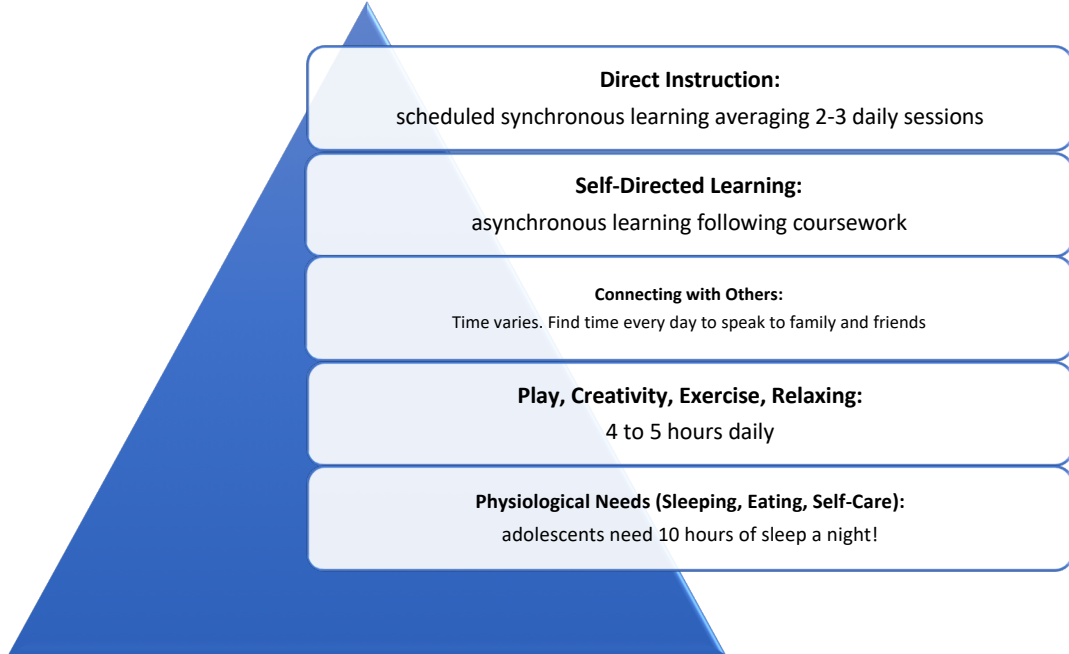 Direct Instruction:
scheduled synchronous learning averaging 2-3 daily sessions
Self-Directed Learning:
asynchronous learning following coursework
Connecting with Others:
Time varies. Find time every day to speak to family and friends
Play, Creativity, Exercise, Relaxing:
4 to 5 hours daily
Physiological Needs (Sleeping, Eating, Self-Care):
adolescents need 10 hours of sleep a night!